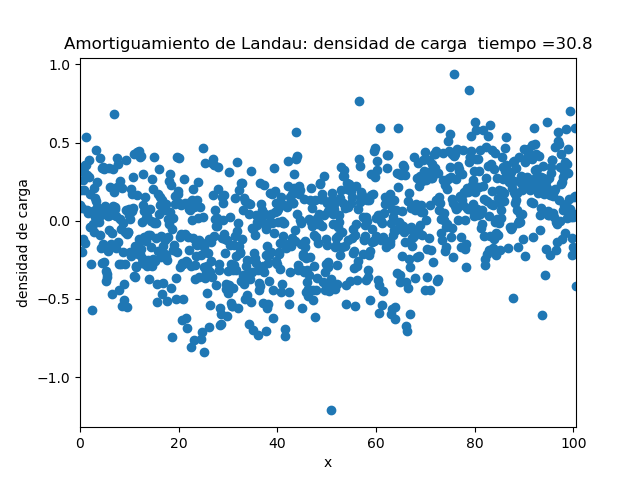 Amortiguamiento de Landau: densidad de carga  tiempo =30.8
densidad de carga
1.0
0.5
0.0
−0.5
−1.0
0 20 40 60 80 100
x